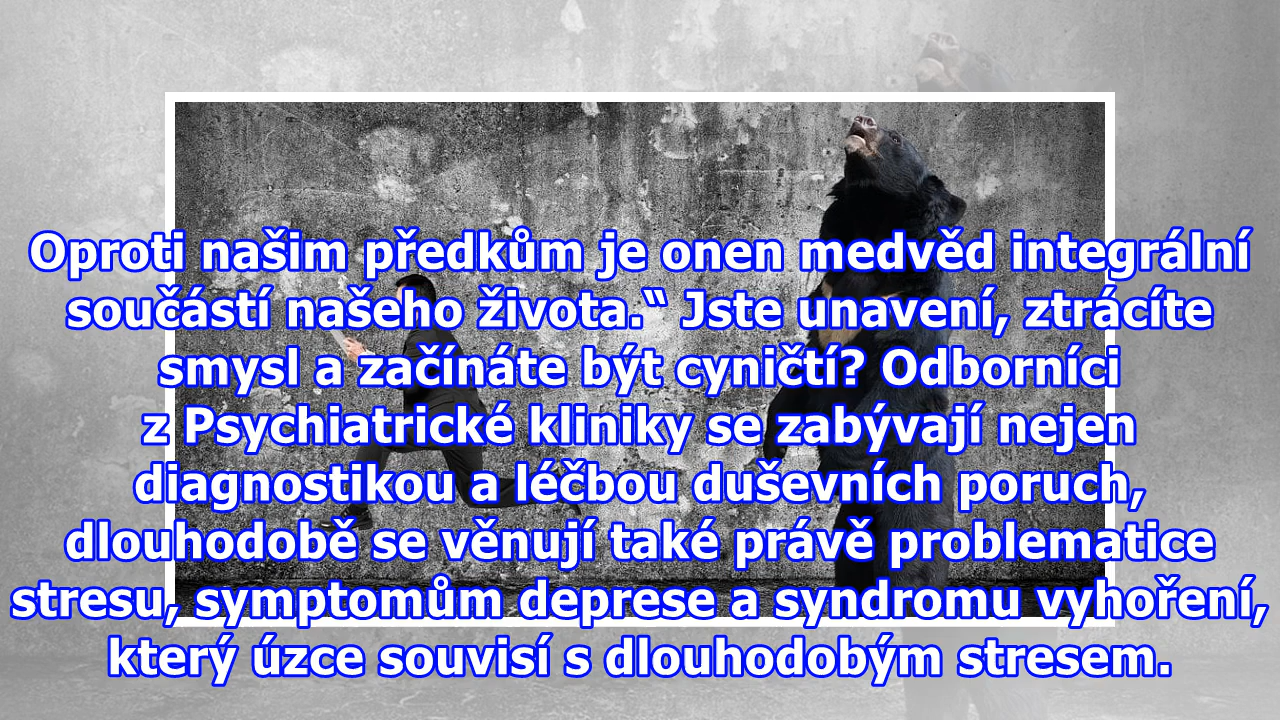 Oproti našim předkům je onen medvěd integrální
součástí našeho života.“ Jste unavení, ztrácíte
smysl a začínáte být cyničtí? Odborníci
z Psychiatrické kliniky se zabývají nejen
diagnostikou a léčbou duševních poruch,
dlouhodobě se věnují také právě problematice
stresu, symptomům deprese a syndromu vyhoření,
který úzce souvisí s dlouhodobým stresem.